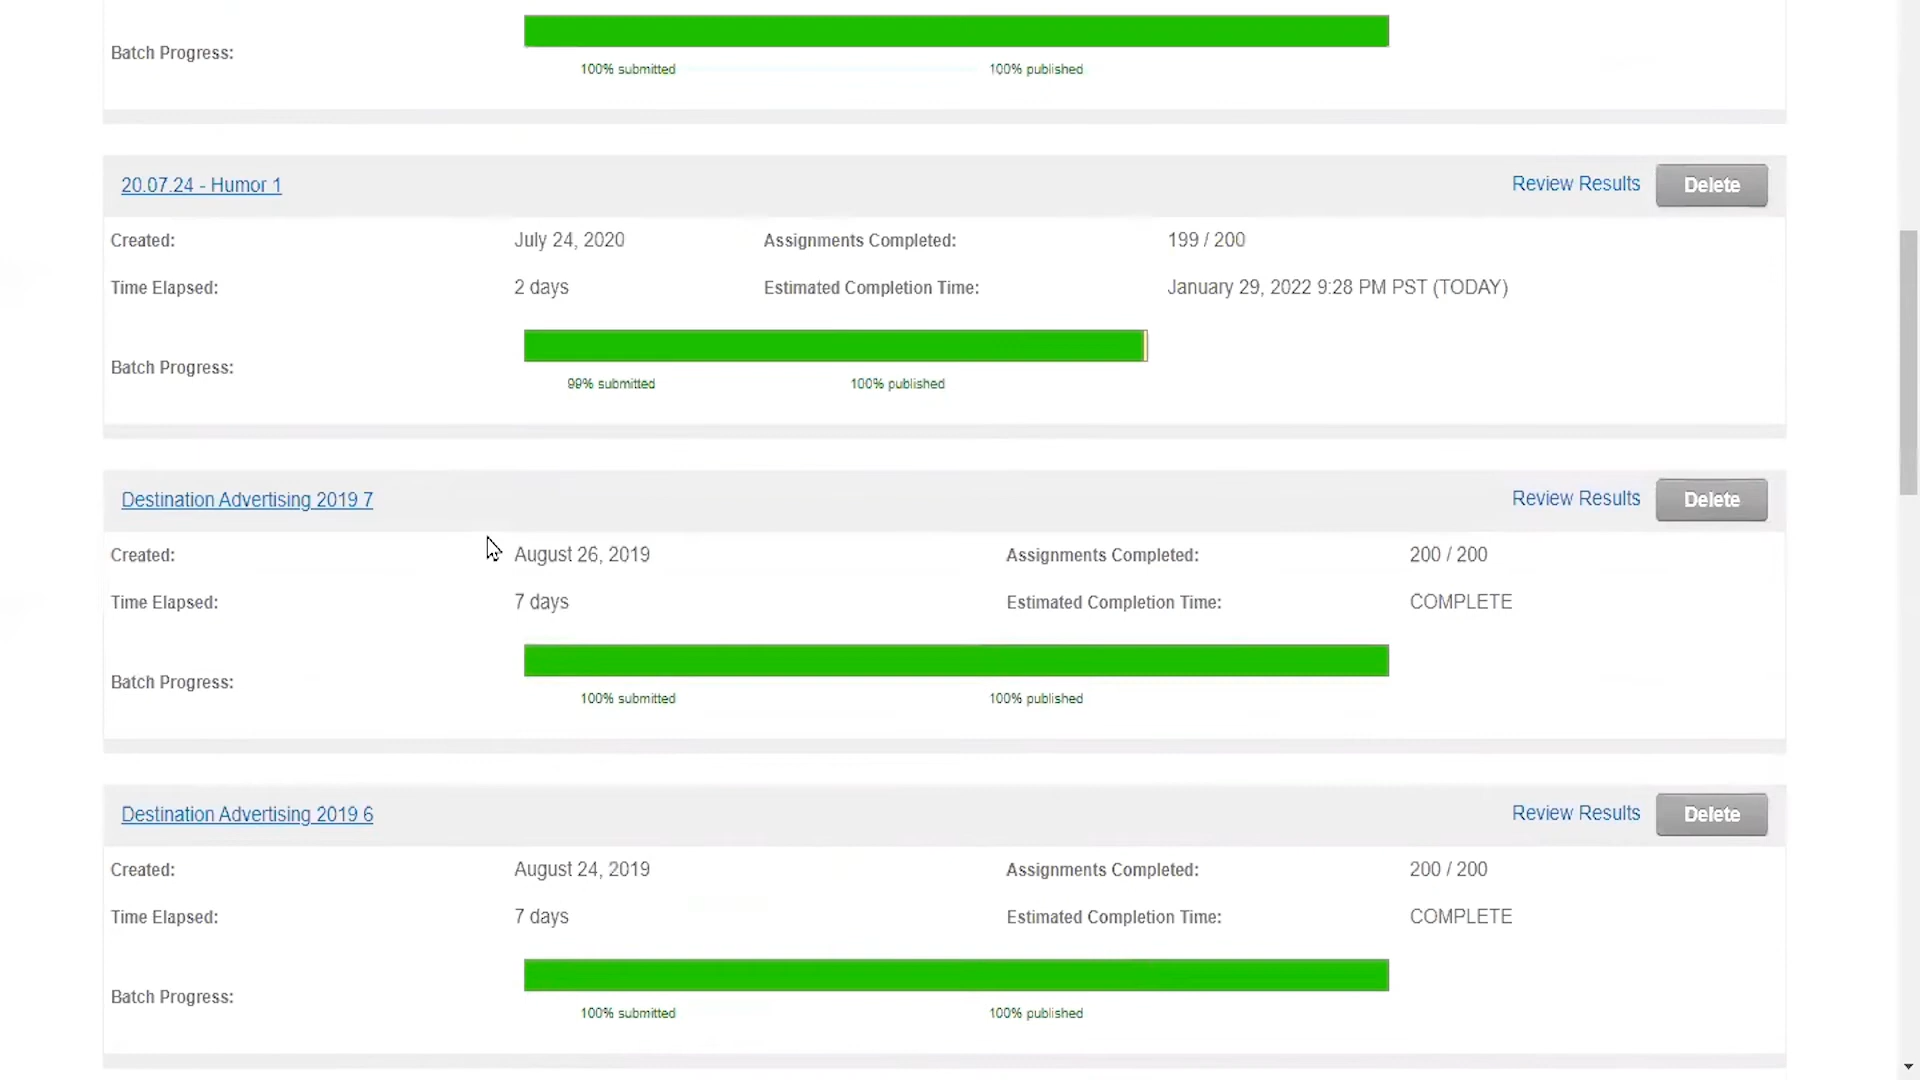 Batch Progress:
100% submitted 100% published
20.07.24 - Humor 1 Review Results Delete
Created: July 24, 2020 Assignments Completed: 199 / 200
Time Elapsed: 2 days Estimated Completion Time: January 29, 2022 9:28 PM PST (TODAY)
Batch Progress:
99% submitted 100% published
Destination Advertising 2019 7 Review Results Delete
Created: August 26, 2019 Assignments Completed: 200 / 200
Time Elapsed: 7 days Estimated Completion Time: COMPLETE
Batch Progress:
100% submitted 100% published
Destination Advertising 2019 6 Review Results Delete
Created: August 24, 2019 Assignments Completed: 200 / 200
Time Elapsed: 7 days Estimated Completion Time: COMPLETE
Batch Progress:
100% submitted 100% published